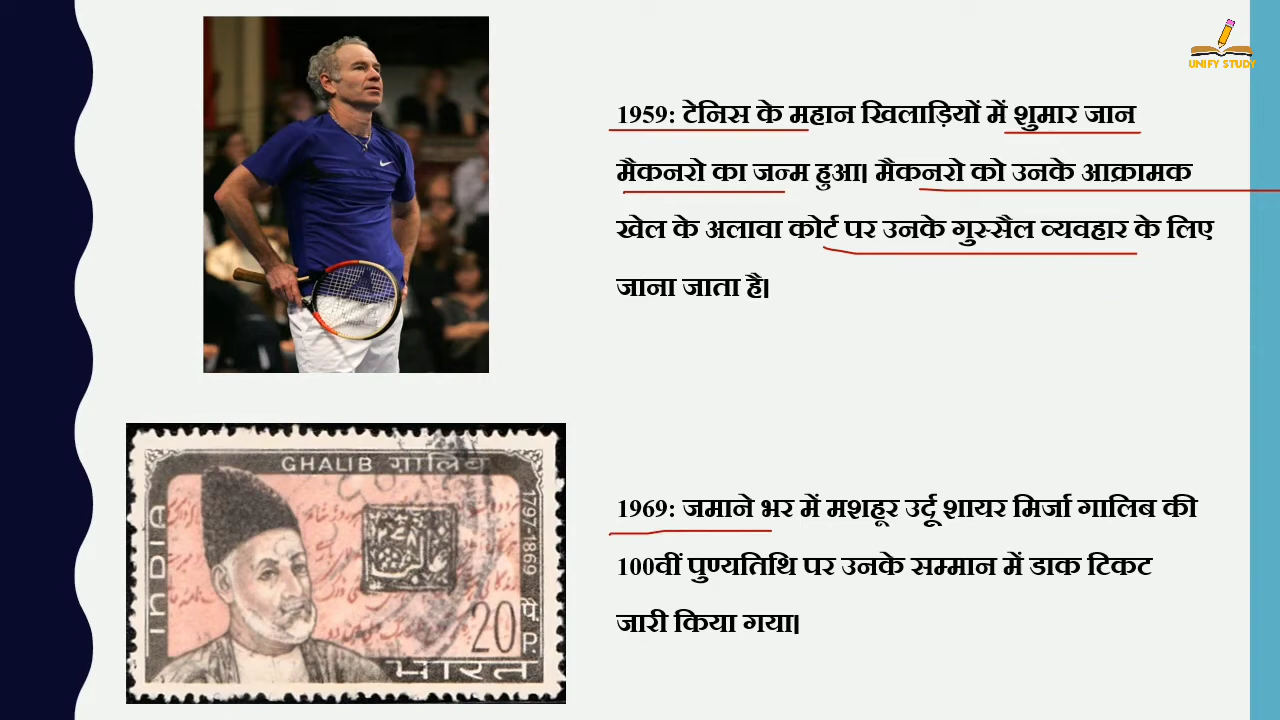 UNIFY STUDY
1959: टेनिस के महान खिलाड़ियों में शुमार जान
मैकनरो का जन्म हुआ। मैकनरो को उनके आक्रामक
खेल के अलावा कोर्ट पर उनके गुस्सैल व्यवहार के लिए
जाना जाता है।
GHALIB ग़ालिब
1797-1869
INDIA
20 पै P.
भारत
1969: जमाने भर में मशहूर उर्दू शायर मिर्जा गालिब की
100वीं पुण्यतिथि पर उनके सम्मान में डाक टिकट
जारी किया गया।